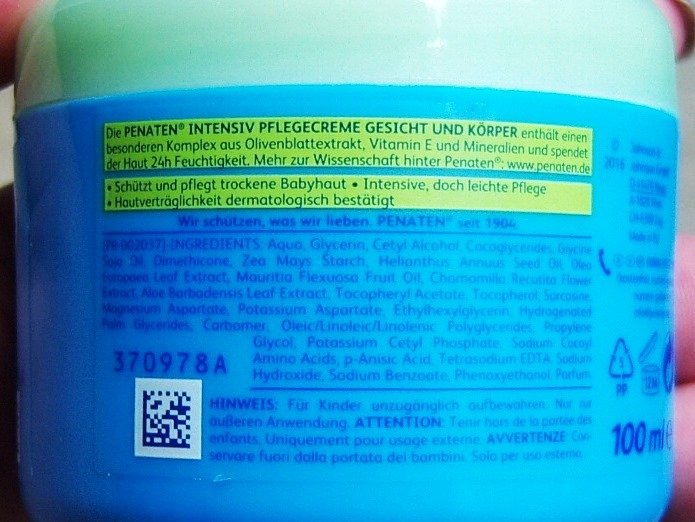 Die PENATEN® INTENSIV PFLEGECREME GESICHT UND KÖRPER enthält einen
besonderen Komplex aus Olivenblattextrakt, Vitamin E und Mineralien und spendet
der Haut 24h Feuchtigkeit. Mehr zur Wissenschaft hinter Penaten®: www.penaten.de
• Schützt und pflegt trockene Babyhaut • Intensive, doch leichte Pflege
• Hautverträglichkeit dermatologisch bestätigt
Wir schützen, was wir lieben. PENATEN® seit 1904
[PR-002017] INGREDIENTS: Aqua, Glycerin, Cetyl Alcohol, Cocoglycerides, Glycine
Soja Oil, Dimethicone, Zea Mays Starch, Helianthus Annuus Seed Oil, Olea
Europaea Leaf Extract, Mauritia Flexuosa Fruit Oil, Chamomilla Recutita Flower
Extract, Aloe Barbadensis Leaf Extract, Tocopheryl Acetate, Tocopherol, Sarcosine,
Magnesium Aspartate, Potassium Aspartate, Ethylhexylglycerin, Hydrogenated
Palm Glycerides, Carbomer, Oleic/Linoleic/Linolenic Polyglycerides, Propylene
Glycol, Potassium Cetyl Phosphate, Sodium Cocoyl
Amino Acids, p-Anisic Acid, Tetrasodium EDTA, Sodium
Hydroxide, Sodium Benzoate, Phenoxyethanol, Parfum
370978A
HINWEIS: Für Kinder unzugänglich aufbewahren. Nur zur
äußeren Anwendung. ATTENTION: Tenir hors de la portée des
enfants. Uniquement pour usage externe. AVVERTENZE: Con-
servare fuori dalla portata dei bambini. Solo per uso esterno.
2016
PP
12M
100 ml e